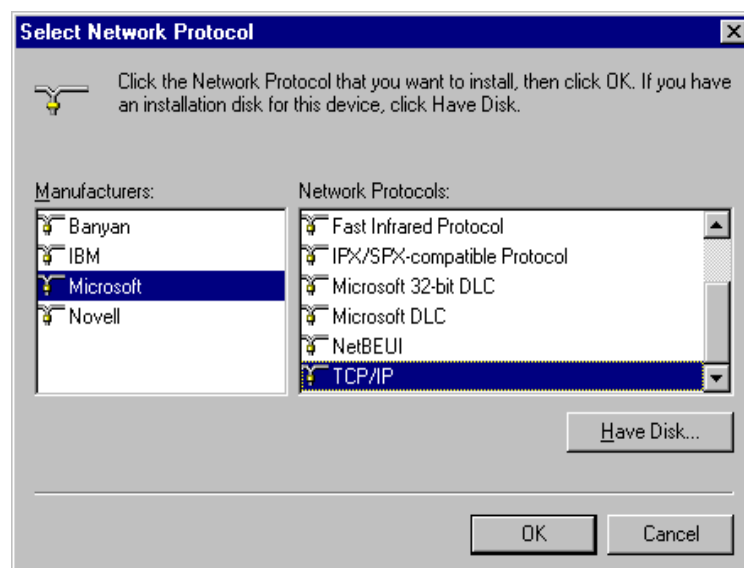 Select Network Protocol
Click the Network Protocol that you want to install, then click OK. If you have
an installation disk for this device, click Have Disk.
Manufacturers:
Banyan
IBM
Microsoft
Novell
Network Protocols:
Fast Infrared Protocol
IPX/SPX-compatible Protocol
Microsoft 32-bit DLC
Microsoft DLC
NetBEUI
TCP/IP
Have Disk...
OK
Cancel